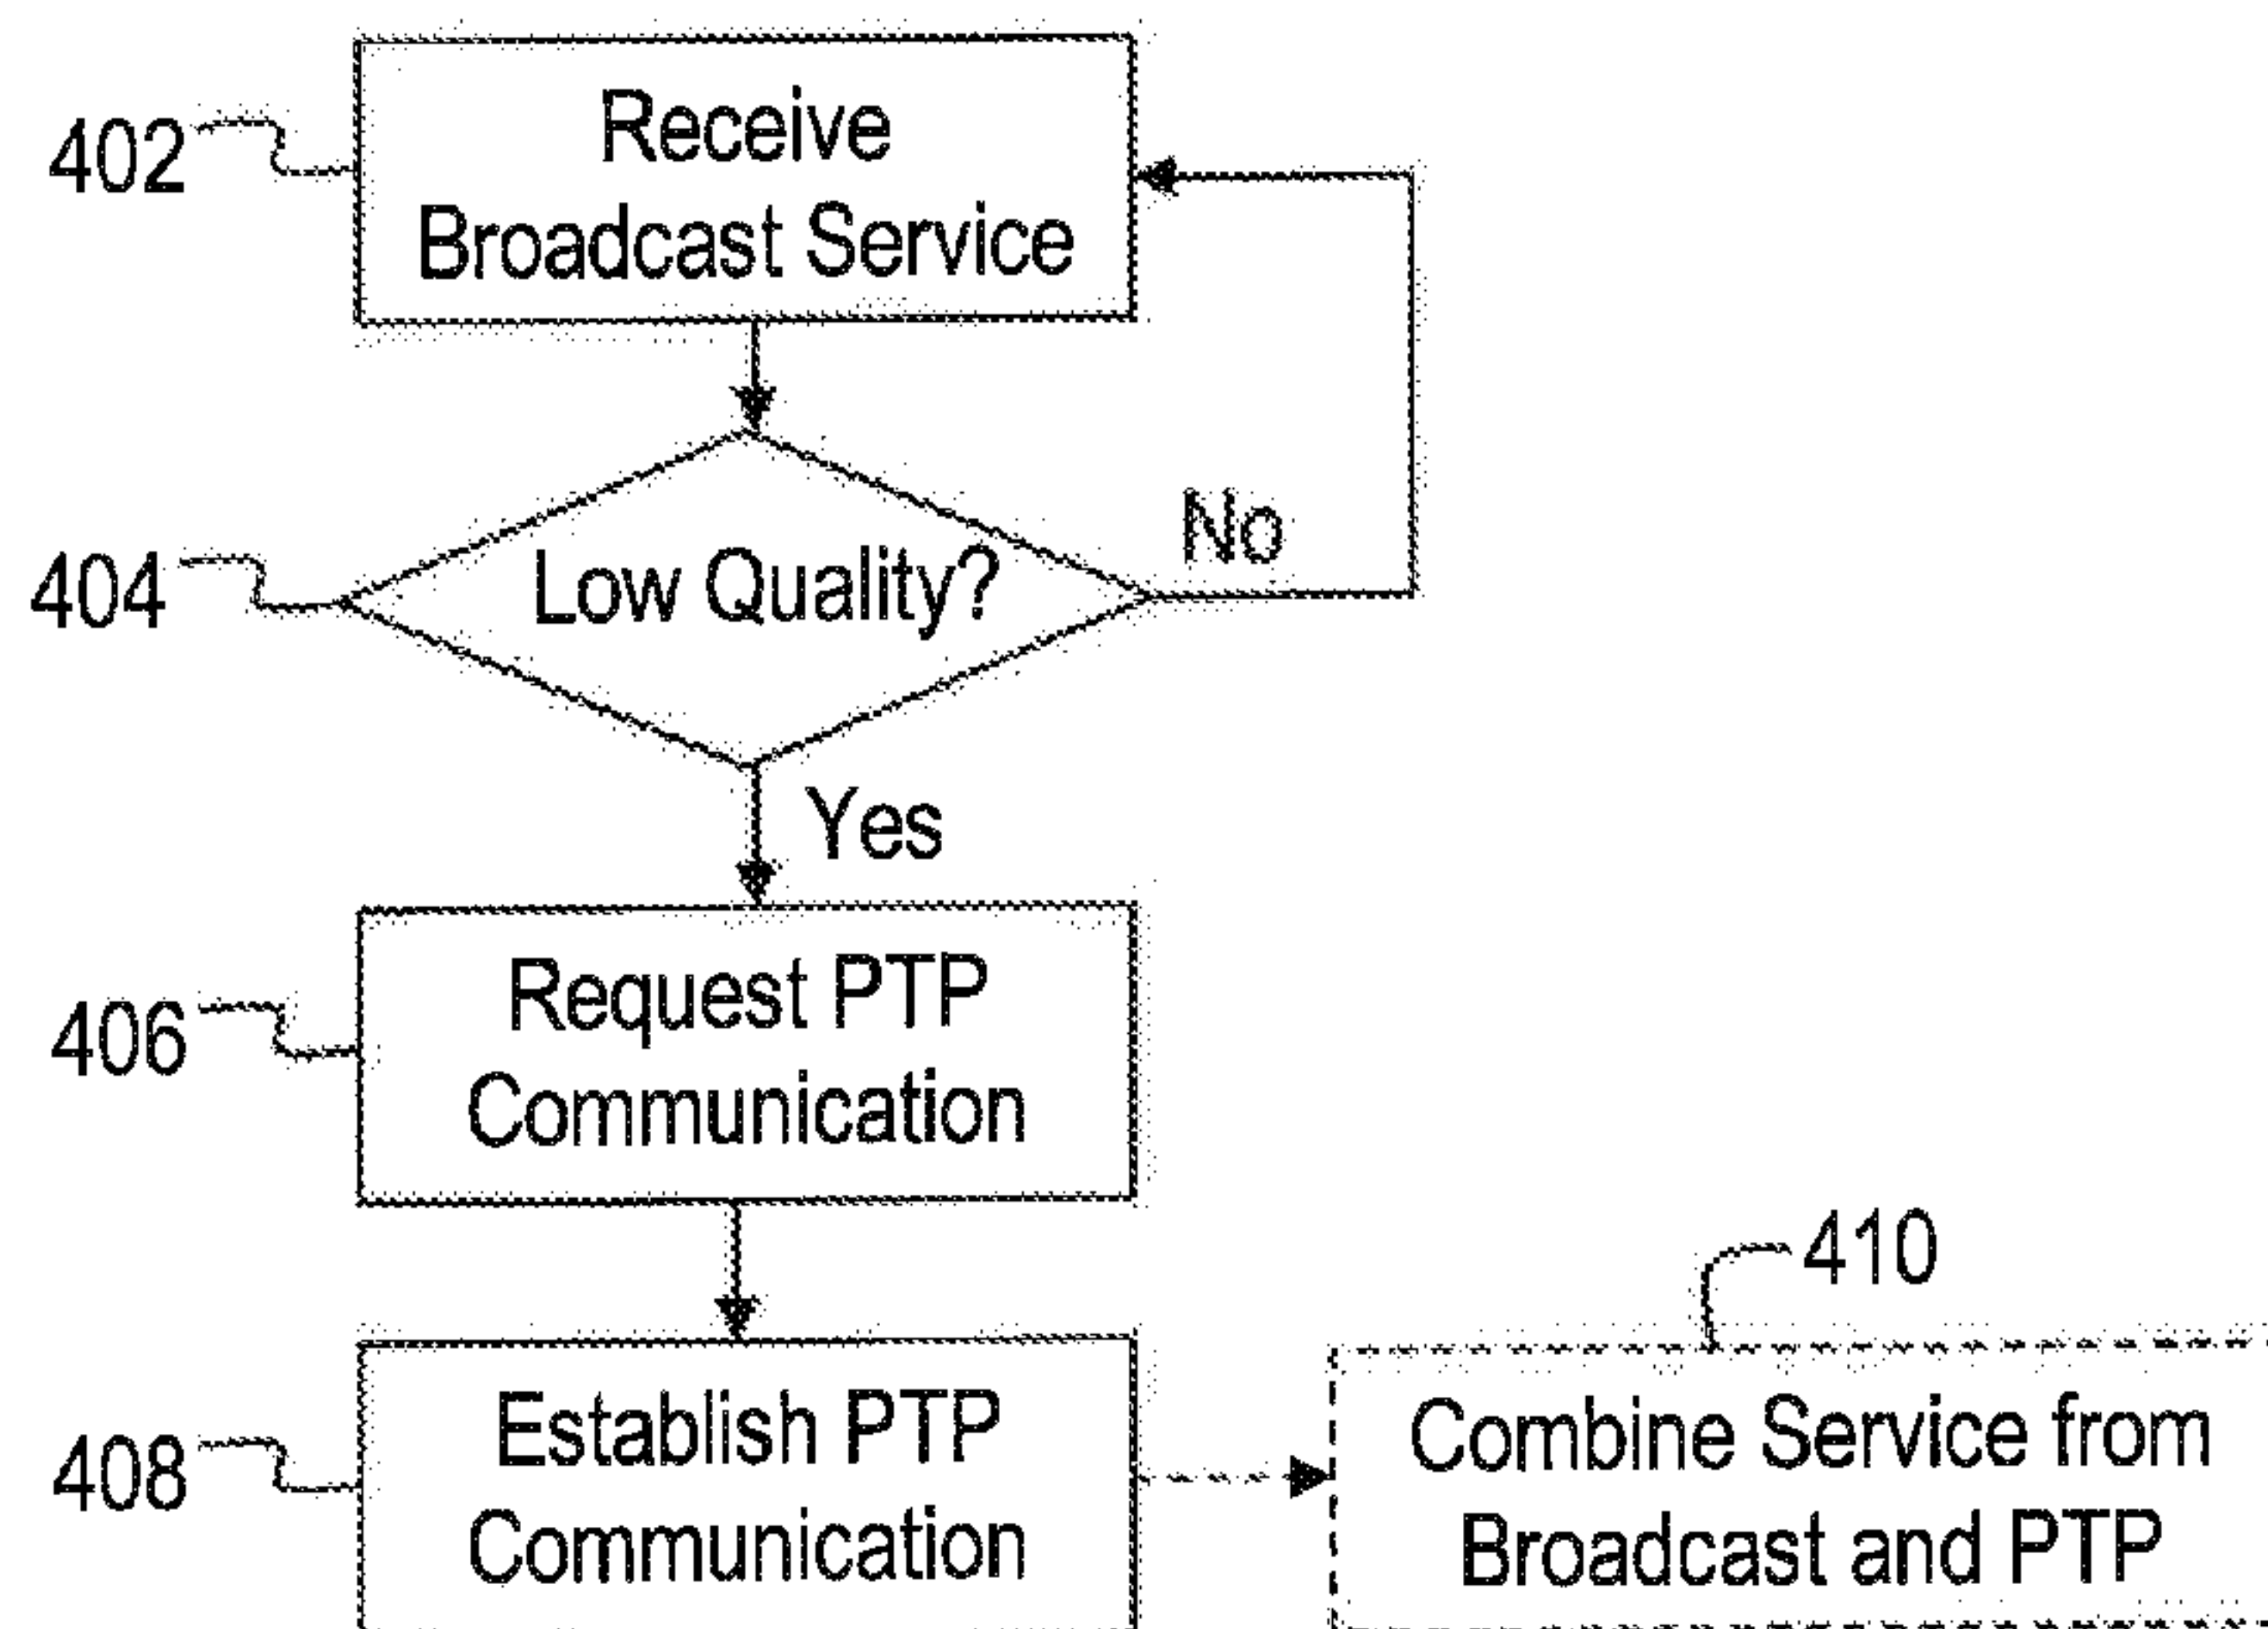 402
Receive
Broadcast Service
404
Low Quality?
No
Yes
406
Request PTP
Communication
408
Establish PTP
Communication
410
Combine Service from
Broadcast and PTP